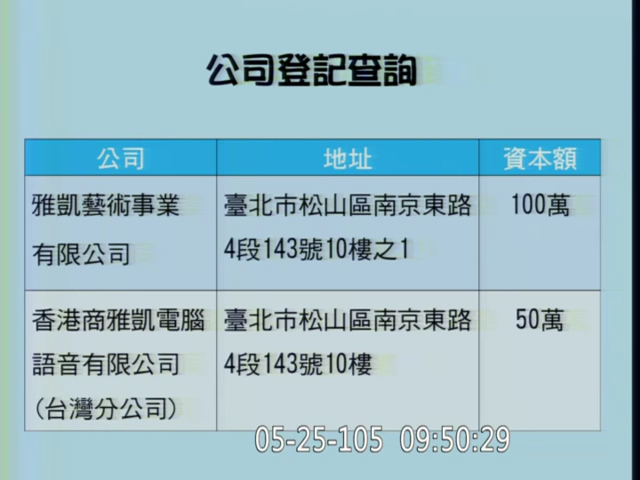 公司登記查詢
公司 地址 資本額
雅凱藝術事業 臺北市松山區南京東路 100萬
有限公司 4段143號10樓之1
香港商雅凱電腦 臺北市松山區南京東路 50萬
語音有限公司 4段143號10樓
(台灣分公司)
05-25-105 09:50:29